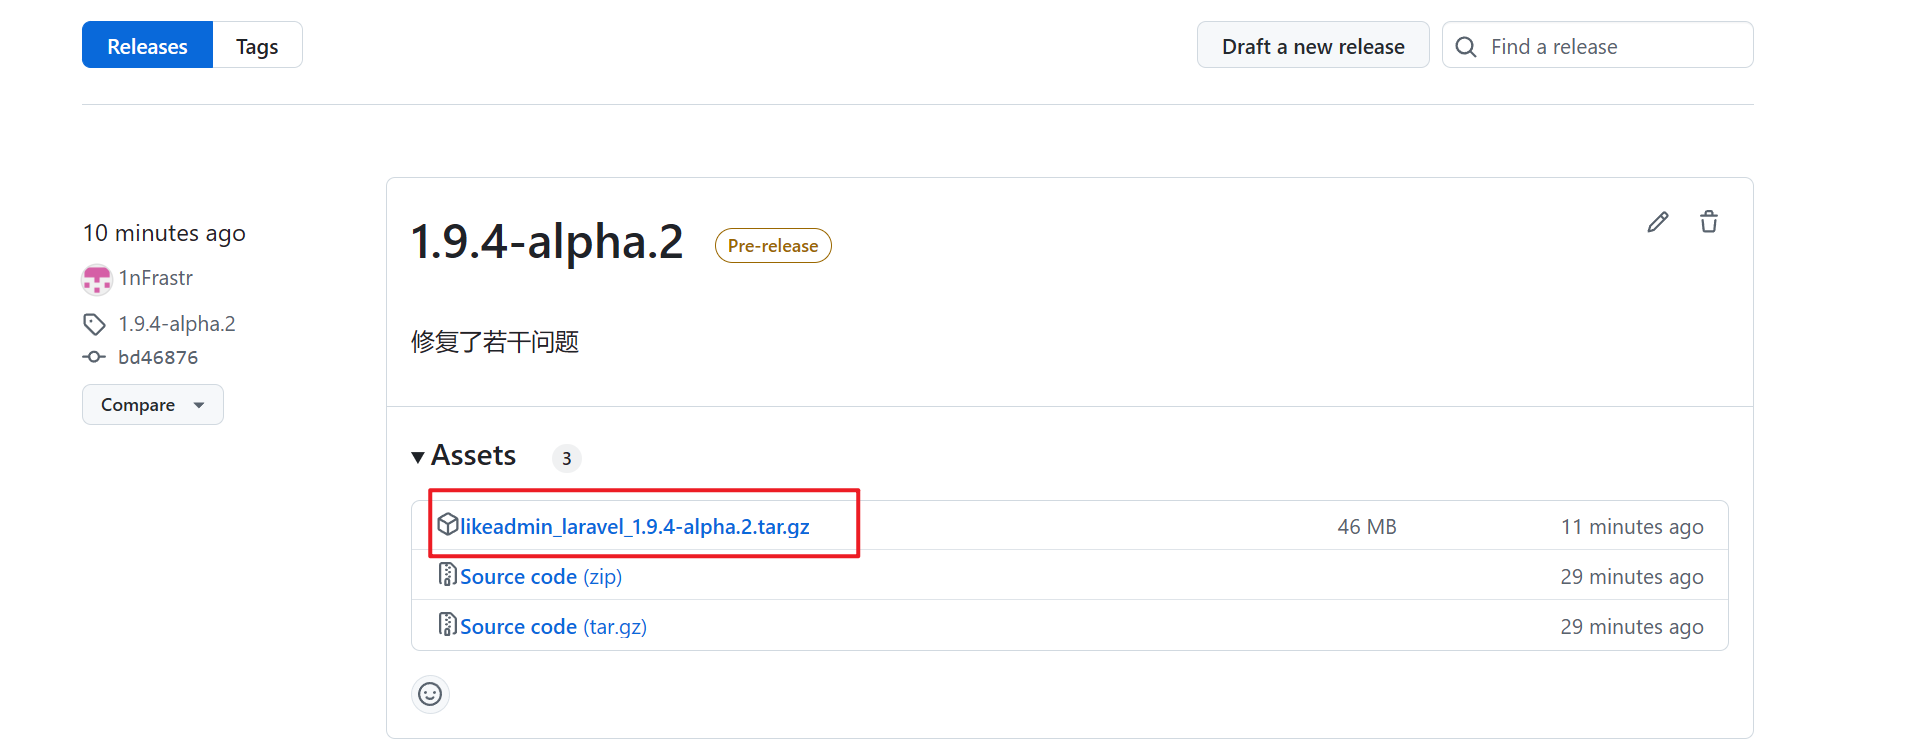 Releases
Tags
Draft a new release
Find a release
10 minutes ago
1nFrastr
1.9.4-alpha.2
bd46876
Compare
1.9.4-alpha.2
Pre-release
修复了若干问题
Assets
3
likeadmin_laravel_1.9.4-alpha.2.tar.gz
46 MB
11 minutes ago
Source code (zip)
29 minutes ago
Source code (tar.gz)
29 minutes ago